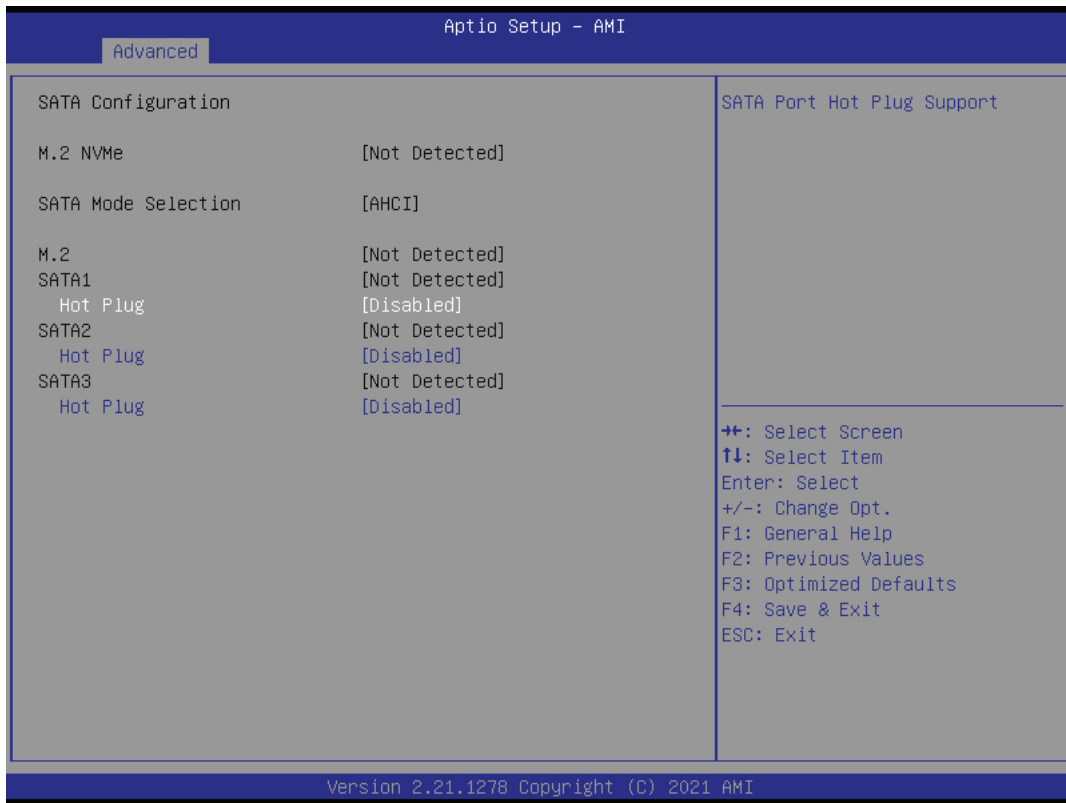 Aptio Setup – AMI
Advanced
SATA Configuration
M.2 NVMe [Not Detected]
SATA Mode Selection [AHCI]
M.2 [Not Detected]
SATA1 [Not Detected]
Hot Plug [Disabled]
SATA2 [Not Detected]
Hot Plug [Disabled]
SATA3 [Not Detected]
Hot Plug [Disabled]
SATA Port Hot Plug Support
→←: Select Screen
↑↓: Select Item
Enter: Select
+/-: Change Opt.
F1: General Help
F2: Previous Values
F3: Optimized Defaults
F4: Save & Exit
ESC: Exit
Version 2.21.1278 Copyright (C) 2021 AMI